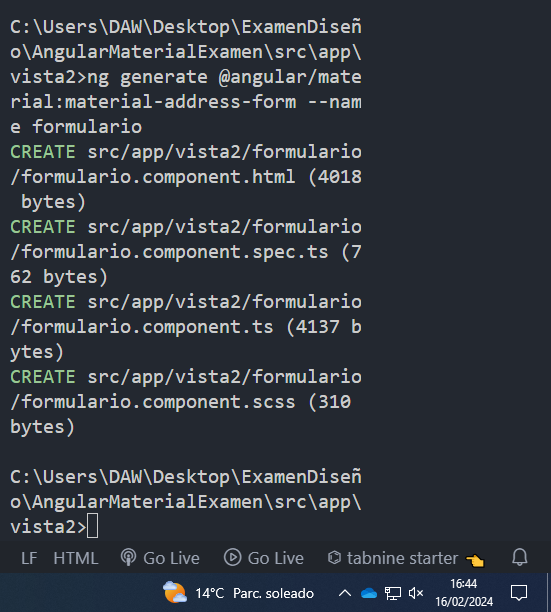 C:\Users\DAW\Desktop\ExamenDiseñ
o\AngularMaterialExamen\src\app\
vista2>ng generate @angular/mate
rial:material-address-form --nam
e formulario
CREATE src/app/vista2/formulario
/formulario.component.html (4018
 bytes)
CREATE src/app/vista2/formulario
/formulario.component.spec.ts (7
62 bytes)
CREATE src/app/vista2/formulario
/formulario.component.ts (4137 b
ytes)
CREATE src/app/vista2/formulario
/formulario.component.scss (310
bytes)
C:\Users\DAW\Desktop\ExamenDiseñ
o\AngularMaterialExamen\src\app\
vista2>
LF HTML Go Live Go Live tabnine starter
14°C Parc. soleado 16:44
16/02/2024